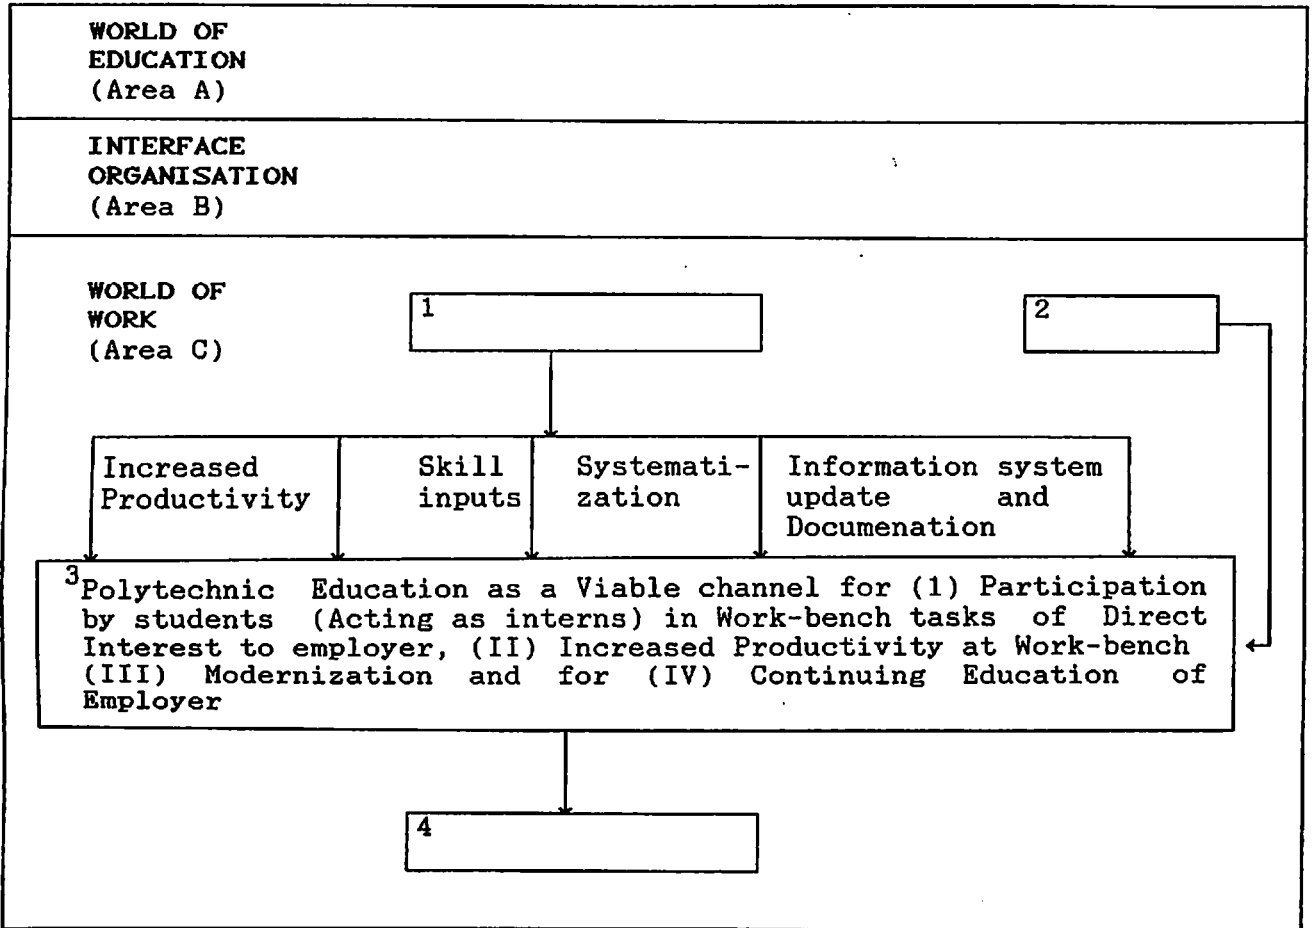 WORLD OF
EDUCATION
(Area A)
INTERFACE
ORGANISATION
(Area B)
WORLD OF
WORK
(Area C)
1
2
Increased
Productivity
Skill
inputs
Systemati-
zation
Information system
update and
Documenation
3
Polytechnic Education as a Viable channel for (1) Participation
by students (Acting as interns) in Work-bench tasks of Direct
Interest to employer, (II) Increased Productivity at Work-bench
(III) Modernization and for (IV) Continuing Education of
Employer
4